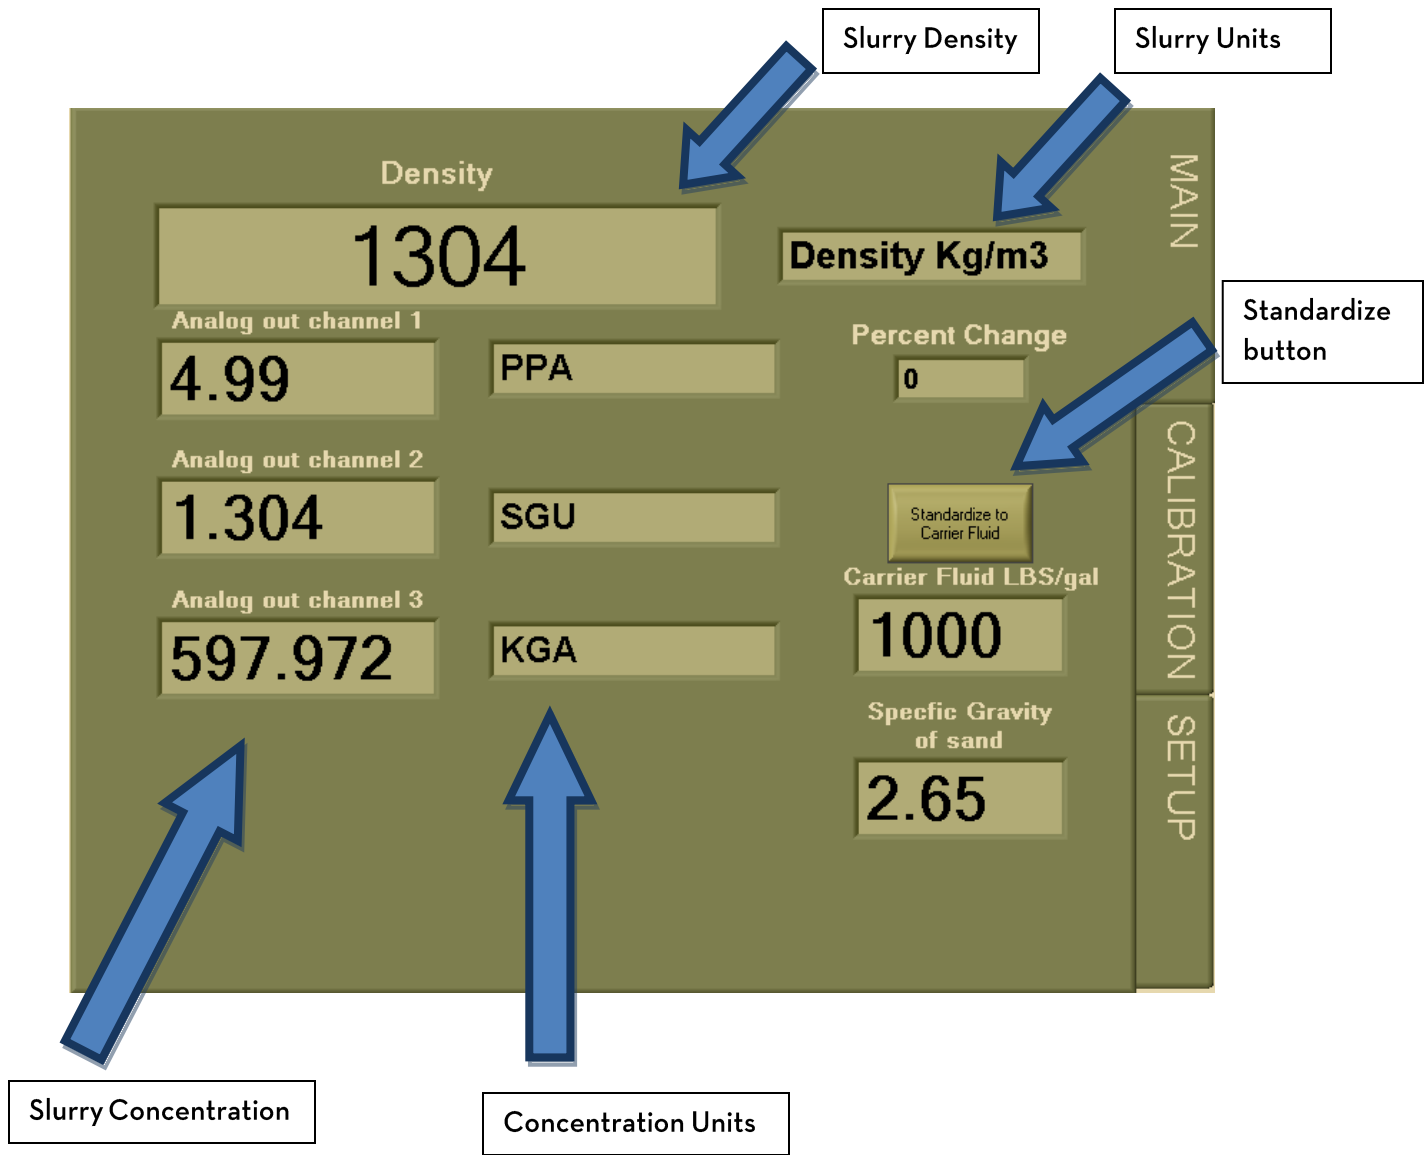 Slurry Density
Slurry Units
Density
MAIN
1304
Density Kg/m3
Standardize
button
Analog out channel 1
Percent Change
4.99
PPA
0
CALIBRATION
Analog out channel 2
1.304
SGU
Standardize to
Carrier Fluid
Carrier Fluid LBS/gal
Analog out channel 3
1000
597.972
KGA
Specfic Gravity
of sand
SETUP
2.65
Slurry Concentration
Concentration Units